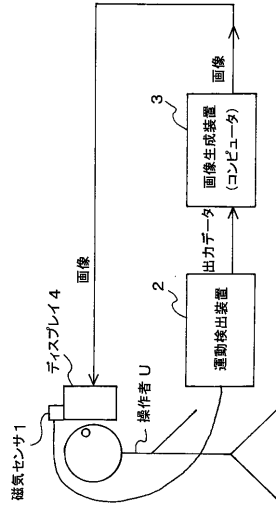 磁気センサ1
ディスプレイ4
画像
操作者 U
2
運動検出装置
出力データ
3
画像生成装置
(コンピュータ)
画像